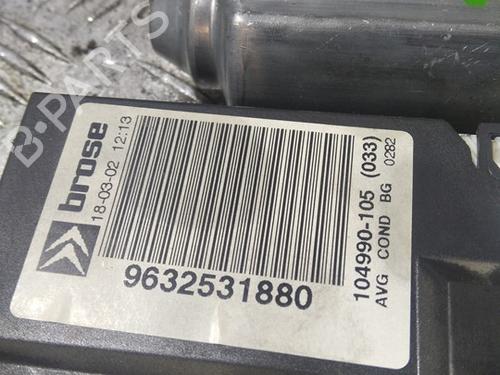 brose
18-03-02 12:13
9632531880
104990-105 (033)
AVG COND BG 0282
B-PARTS